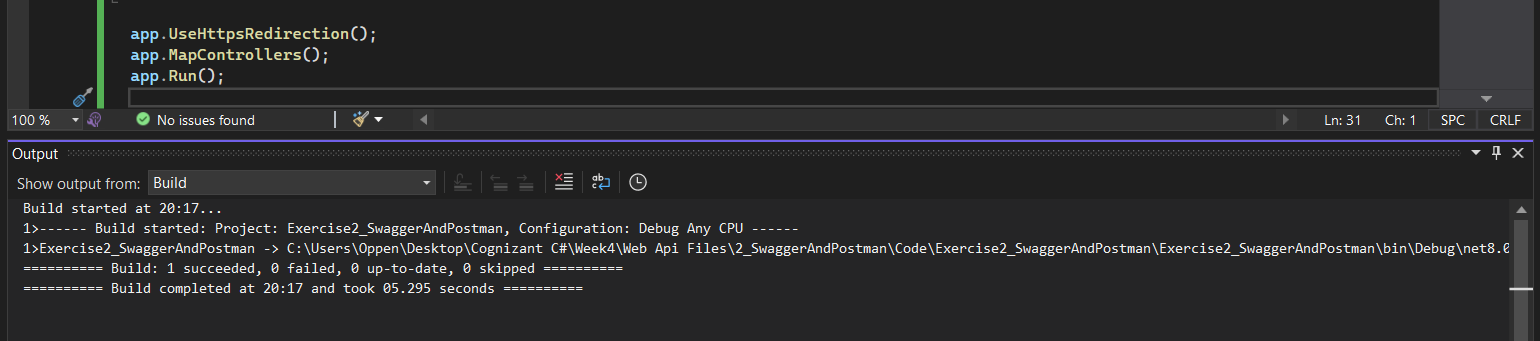 app.UseHttpsRedirection();
app.MapControllers();
app.Run();
100 % No issues found Ln: 31 Ch: 1 SPC CRLF
Output
Show output from: Build
Build started at 20:17...
1>------ Build started: Project: Exercise2_SwaggerAndPostman, Configuration: Debug Any CPU ------
1>Exercise2_SwaggerAndPostman -> C:\Users\Oppen\Desktop\Cognizant C#\Week4\Web Api Files\2_SwaggerAndPostman\Code\Exercise2_SwaggerAndPostman\Exercise2_SwaggerAndPostman\bin\Debug\net8.0
========== Build: 1 succeeded, 0 failed, 0 up-to-date, 0 skipped ==========
========== Build completed at 20:17 and took 05.295 seconds ==========